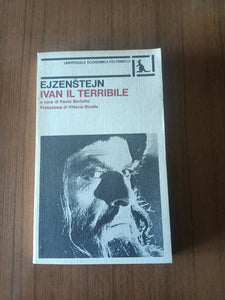 UNIVERSALE ECONOMICA FELTRINELLI
EJZENŠTEJN
IVAN IL TERRIBILE
a cura di Paolo Bertetto
Prefazione di Vittorio Strada